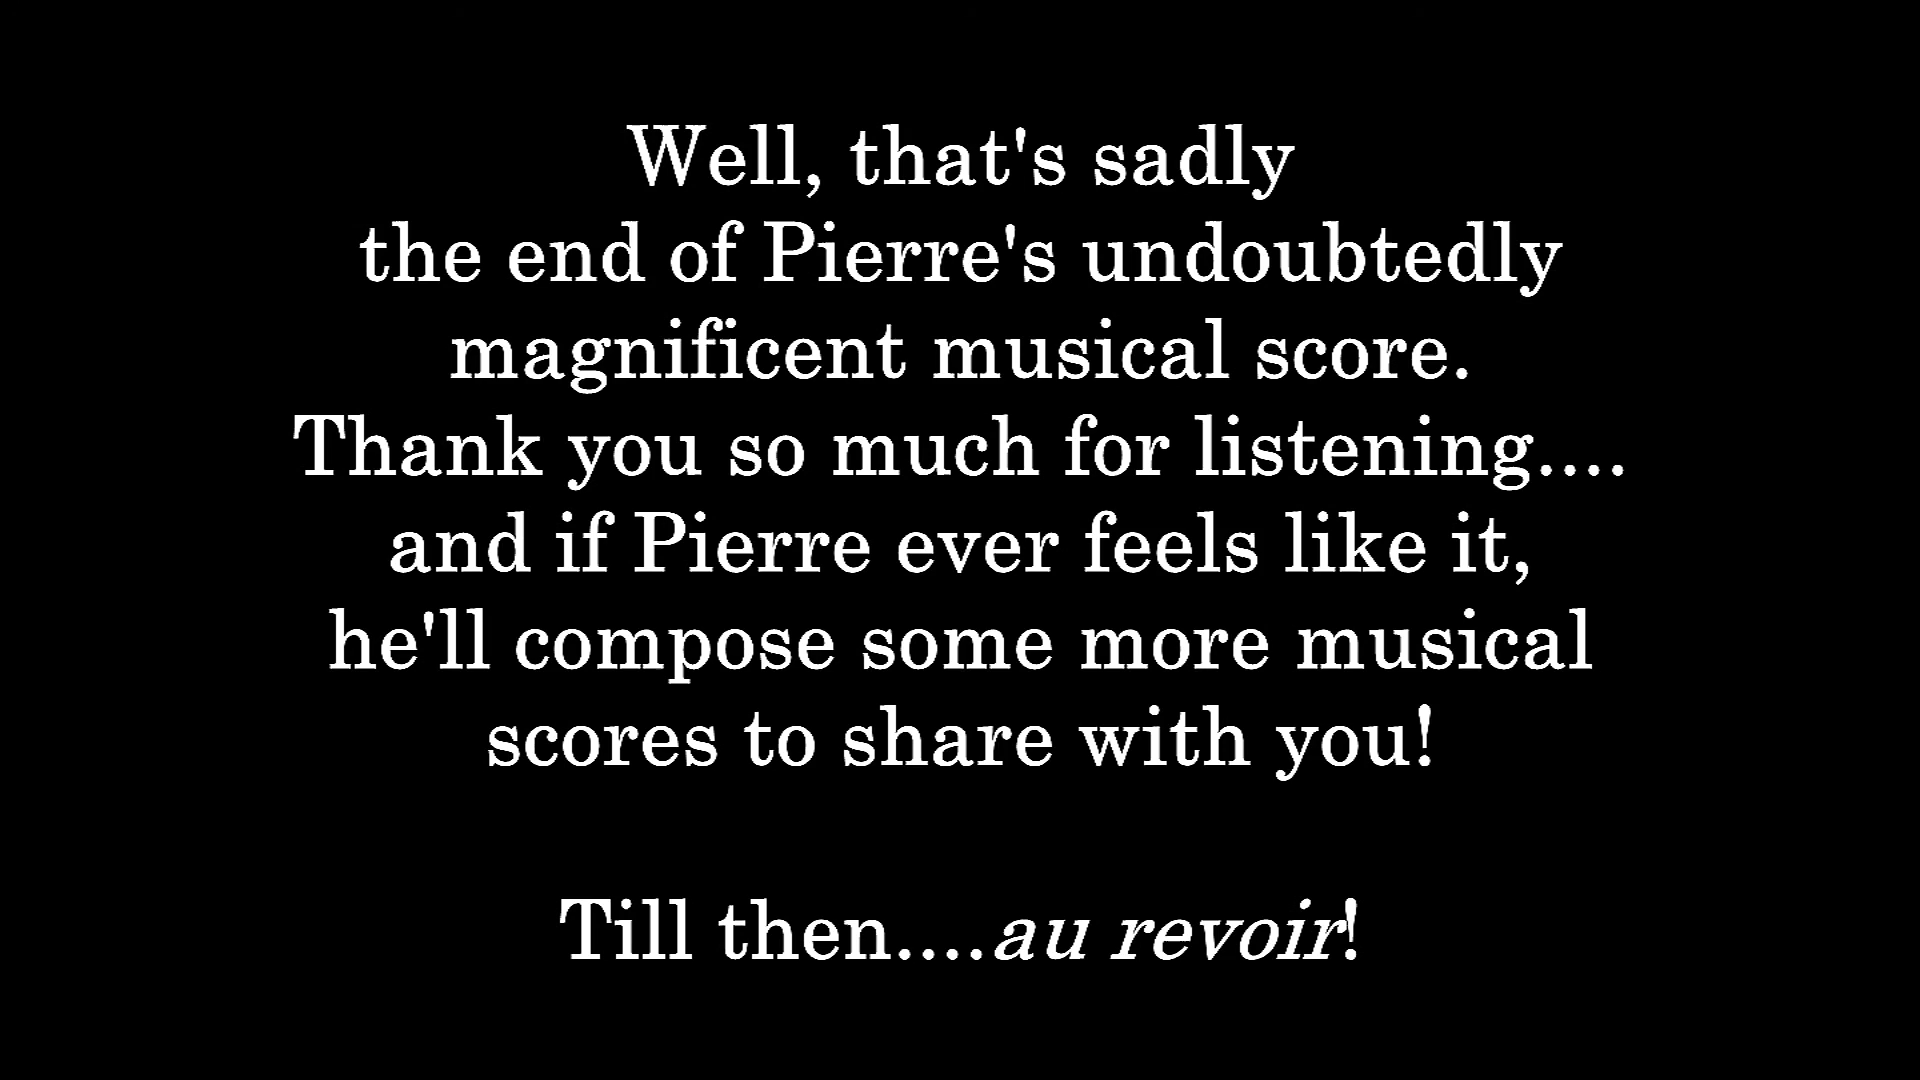 Well, that's sadly
the end of Pierre's undoubtedly
magnificent musical score.
Thank you so much for listening....
and if Pierre ever feels like it,
he'll compose some more musical
scores to share with you!
Till then....au revoir!